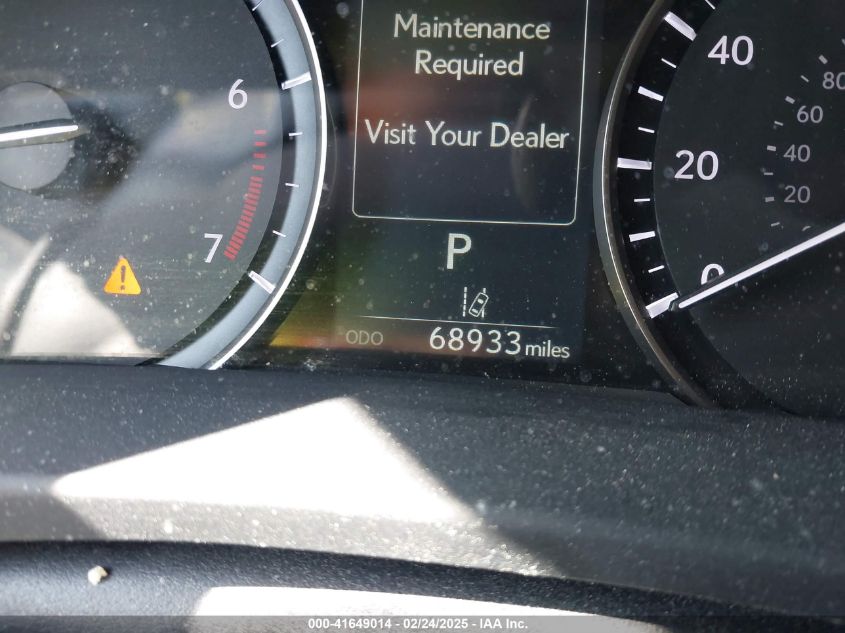 Maintenance
Required
Visit Your Dealer
6
7
P
ODO 68933 miles
40
20
0
80
60
40
20
000-41649014 - 02/24/2025 - IAA Inc.